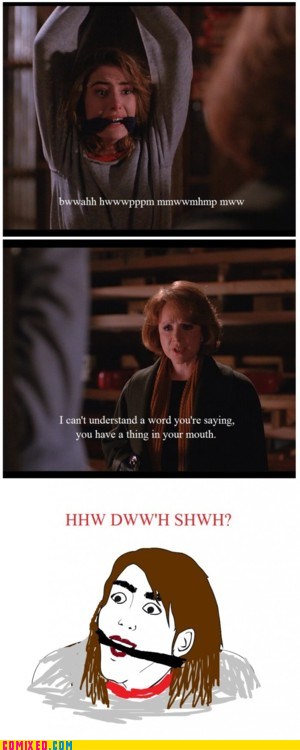 bwwahh hwwwpppm mmwwmhmp mww
I can't understand a word you're saying,
you have a thing in your mouth.
HHW DWW'H SHWH?
COMIXED.COM